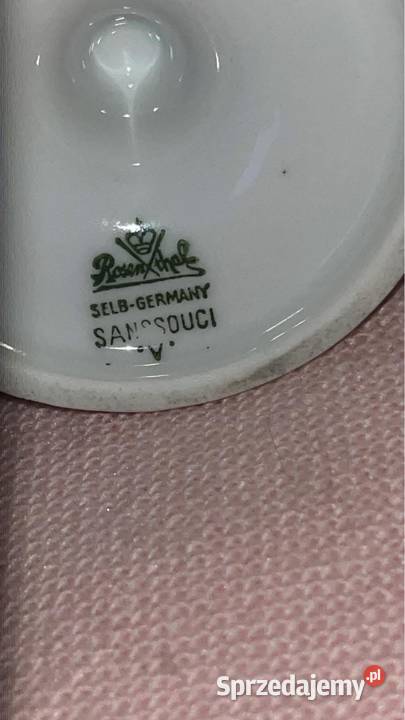 Rosenthal
SELB-GERMANY
SANSSOUCI
.V.
Sprzedajemy.pl